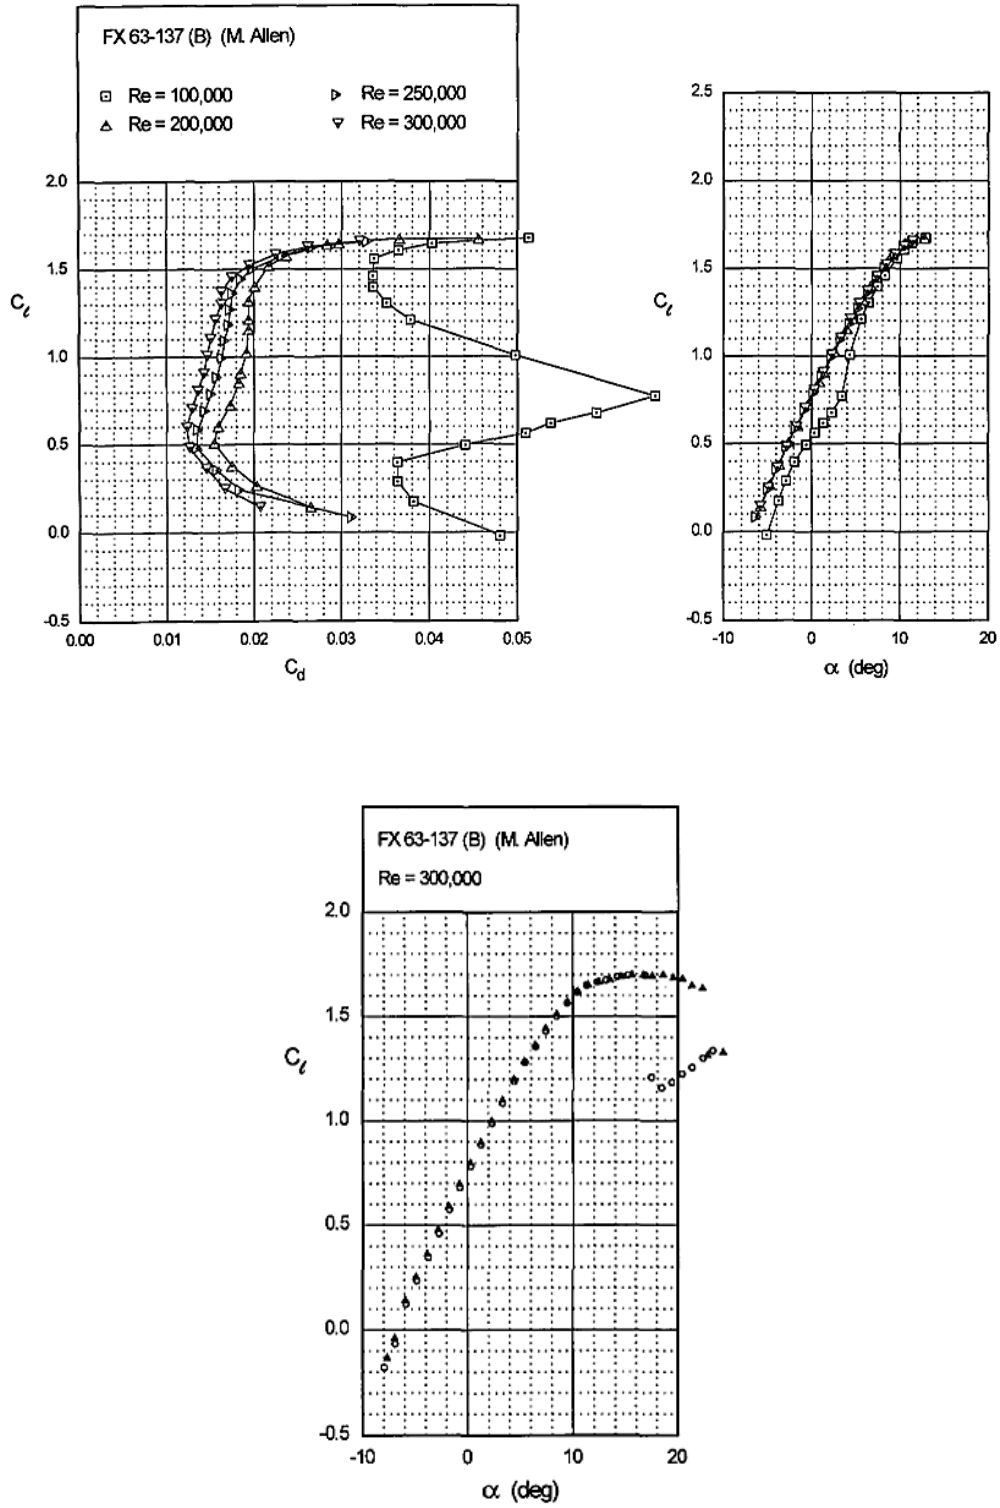 FX 63-137 (B) (M. Allen)
Re = 100,000
Re = 250,000
Re = 200,000
Re = 300,000
2.0
1.5
1.0
0.5
0.0
-0.5
Cℓ
0.00 0.01 0.02 0.03 0.04 0.05
Cd
2.5
2.0
1.5
1.0
0.5
0.0
-0.5
Cℓ
-10 0 10 20
α (deg)
FX 63-137 (B) (M. Allen)
Re = 300,000
2.0
1.5
1.0
0.5
0.0
-0.5
Cℓ
-10 0 10 20
α (deg)